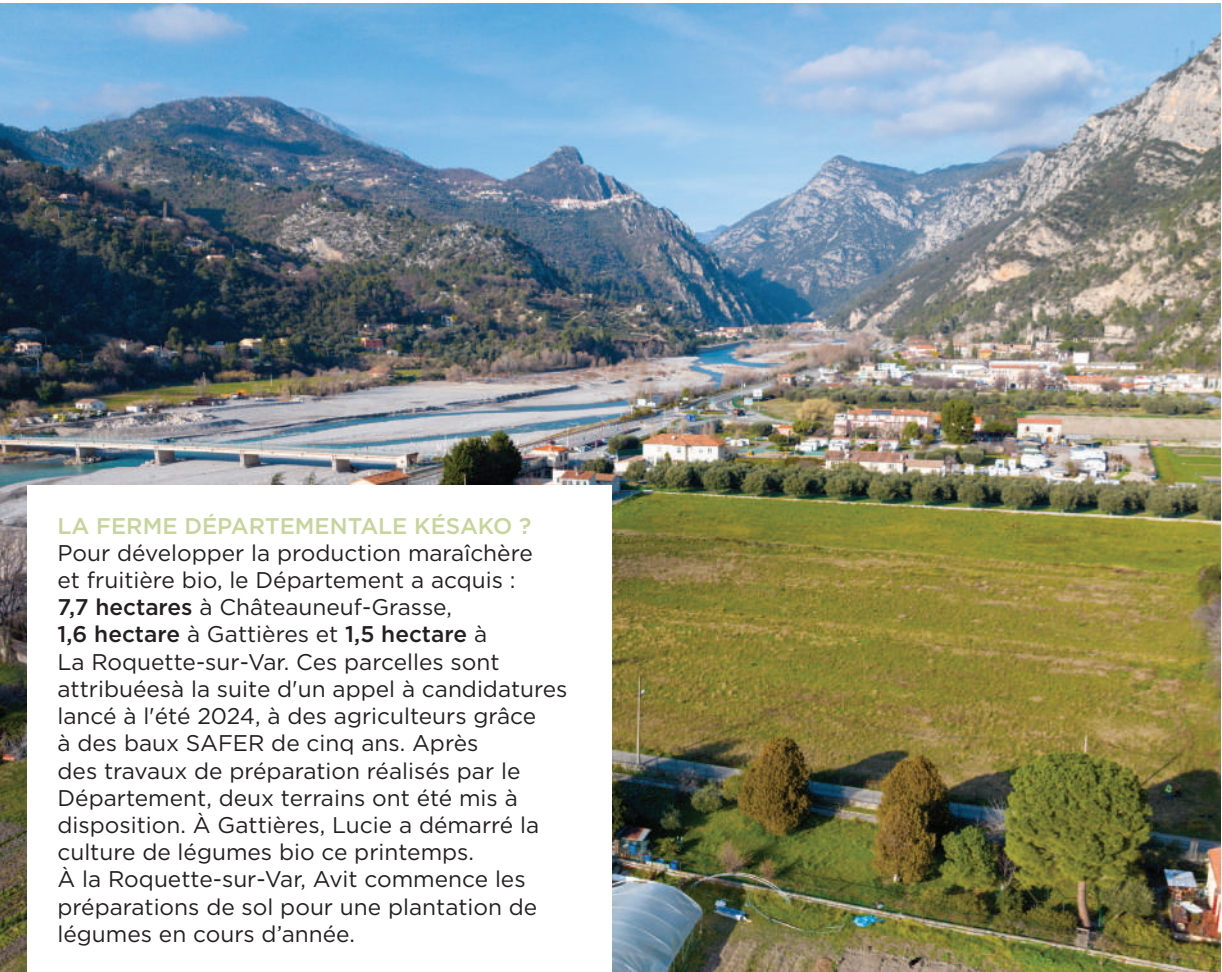 LA FERME DÉPARTEMENTALE KÉSAKO ?
Pour développer la production maraîchère
et fruitière bio, le Département a acquis :
7,7 hectares à Châteauneuf-Grasse,
1,6 hectare à Gattières et 1,5 hectare à
La Roquette-sur-Var. Ces parcelles sont
attribuéesà la suite d'un appel à candidatures
lancé à l'été 2024, à des agriculteurs grâce
à des baux SAFER de cinq ans. Après
des travaux de préparation réalisés par le
Département, deux terrains ont été mis à
disposition. À Gattières, Lucie a démarré la
culture de légumes bio ce printemps.
À la Roquette-sur-Var, Avit commence les
préparations de sol pour une plantation de
légumes en cours d’année.